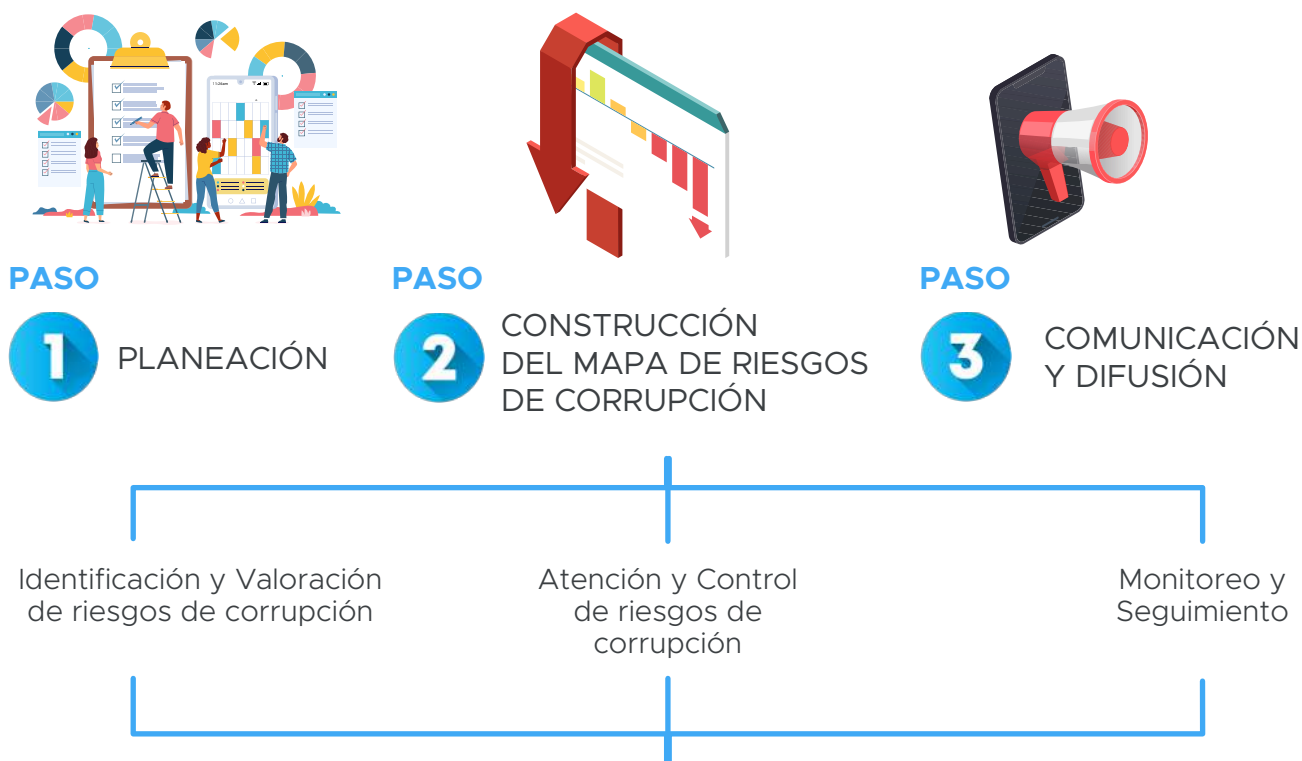 PASO
1
PLANEACIÓN
PASO
2
CONSTRUCCIÓN
DEL MAPA DE RIESGOS
DE CORRUPCIÓN
PASO
3
COMUNICACIÓN
Y DIFUSIÓN
Identificación y Valoración
de riesgos de corrupción
Atención y Control
de riesgos de
corrupción
Monitoreo y
Seguimiento